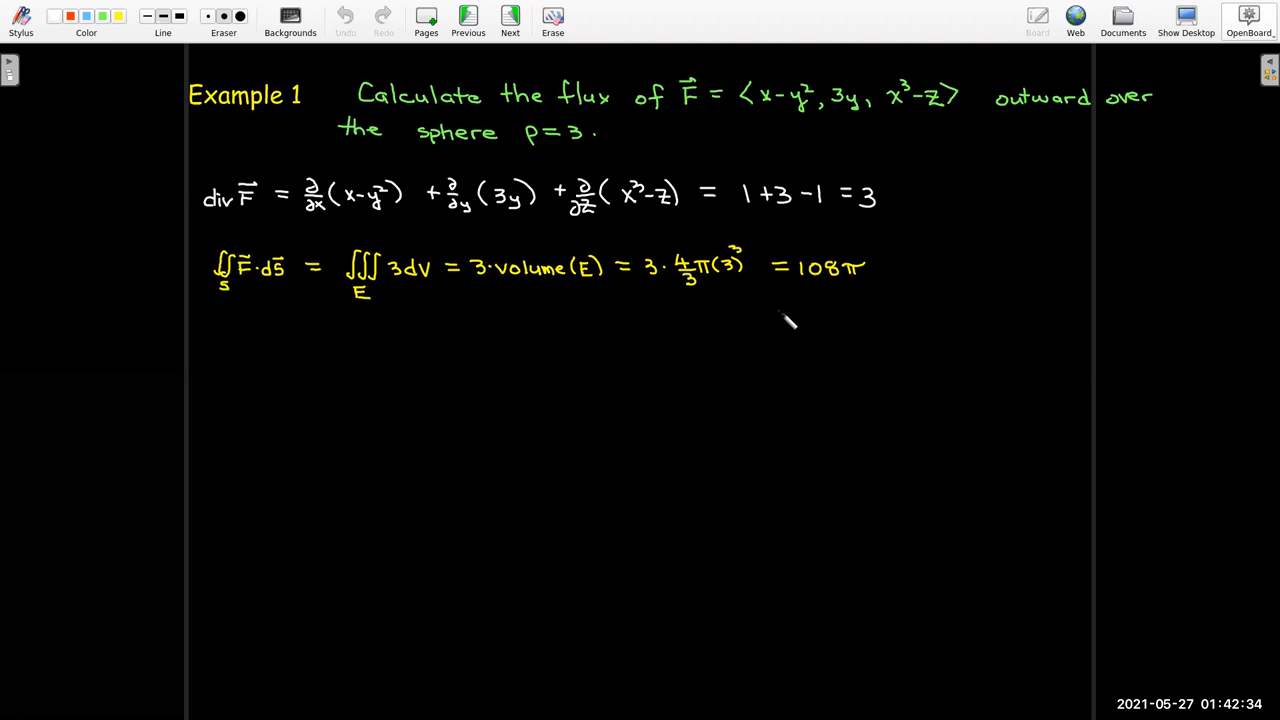 Stylus Color Line Eraser Backgrounds Undo Redo Pages Previous Next Erase Board Web Documents Show Desktop OpenBoard
Example 1 Calculate the flux of F⃗ = ⟨x-y², 3y, x³-z⟩ outward over
the sphere ρ=3.
div F⃗ = ∂/∂x(x-y²) + ∂/∂y(3y) + ∂/∂z(x³-z) = 1+3-1 = 3
∬_S F⃗·dS⃗ = ∭_E 3dV = 3·volume(E) = 3·4/3π(3)³ = 108π
2021-05-27 01:42:34